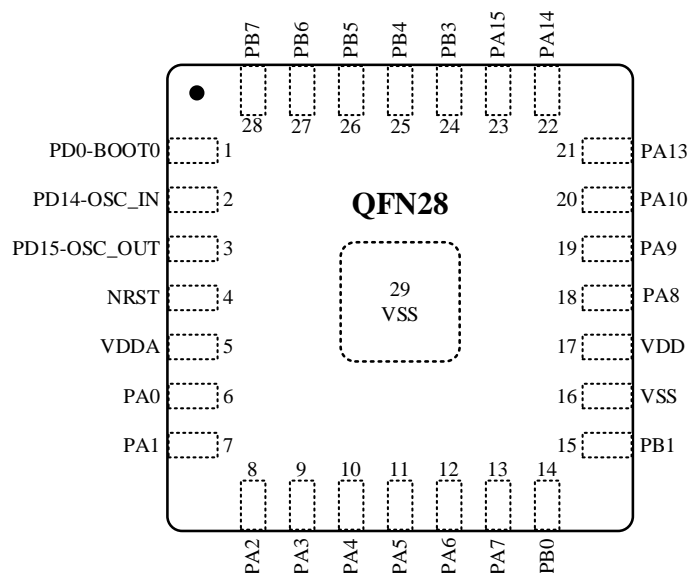 PB7 PB6 PB5 PB4 PB3 PA15 PA14
28 27 26 25 24 23 22
PD0-BOOT0 1 21 PA13
PD14-OSC_IN 2 QFN28 20 PA10
PD15-OSC_OUT 3 19 PA9
NRST 4 29 18 PA8
VSS
VDDA 5 17 VDD
PA0 6 16 VSS
PA1 7 15 PB1
8 9 10 11 12 13 14
PA2 PA3 PA4 PA5 PA6 PA7 PB0